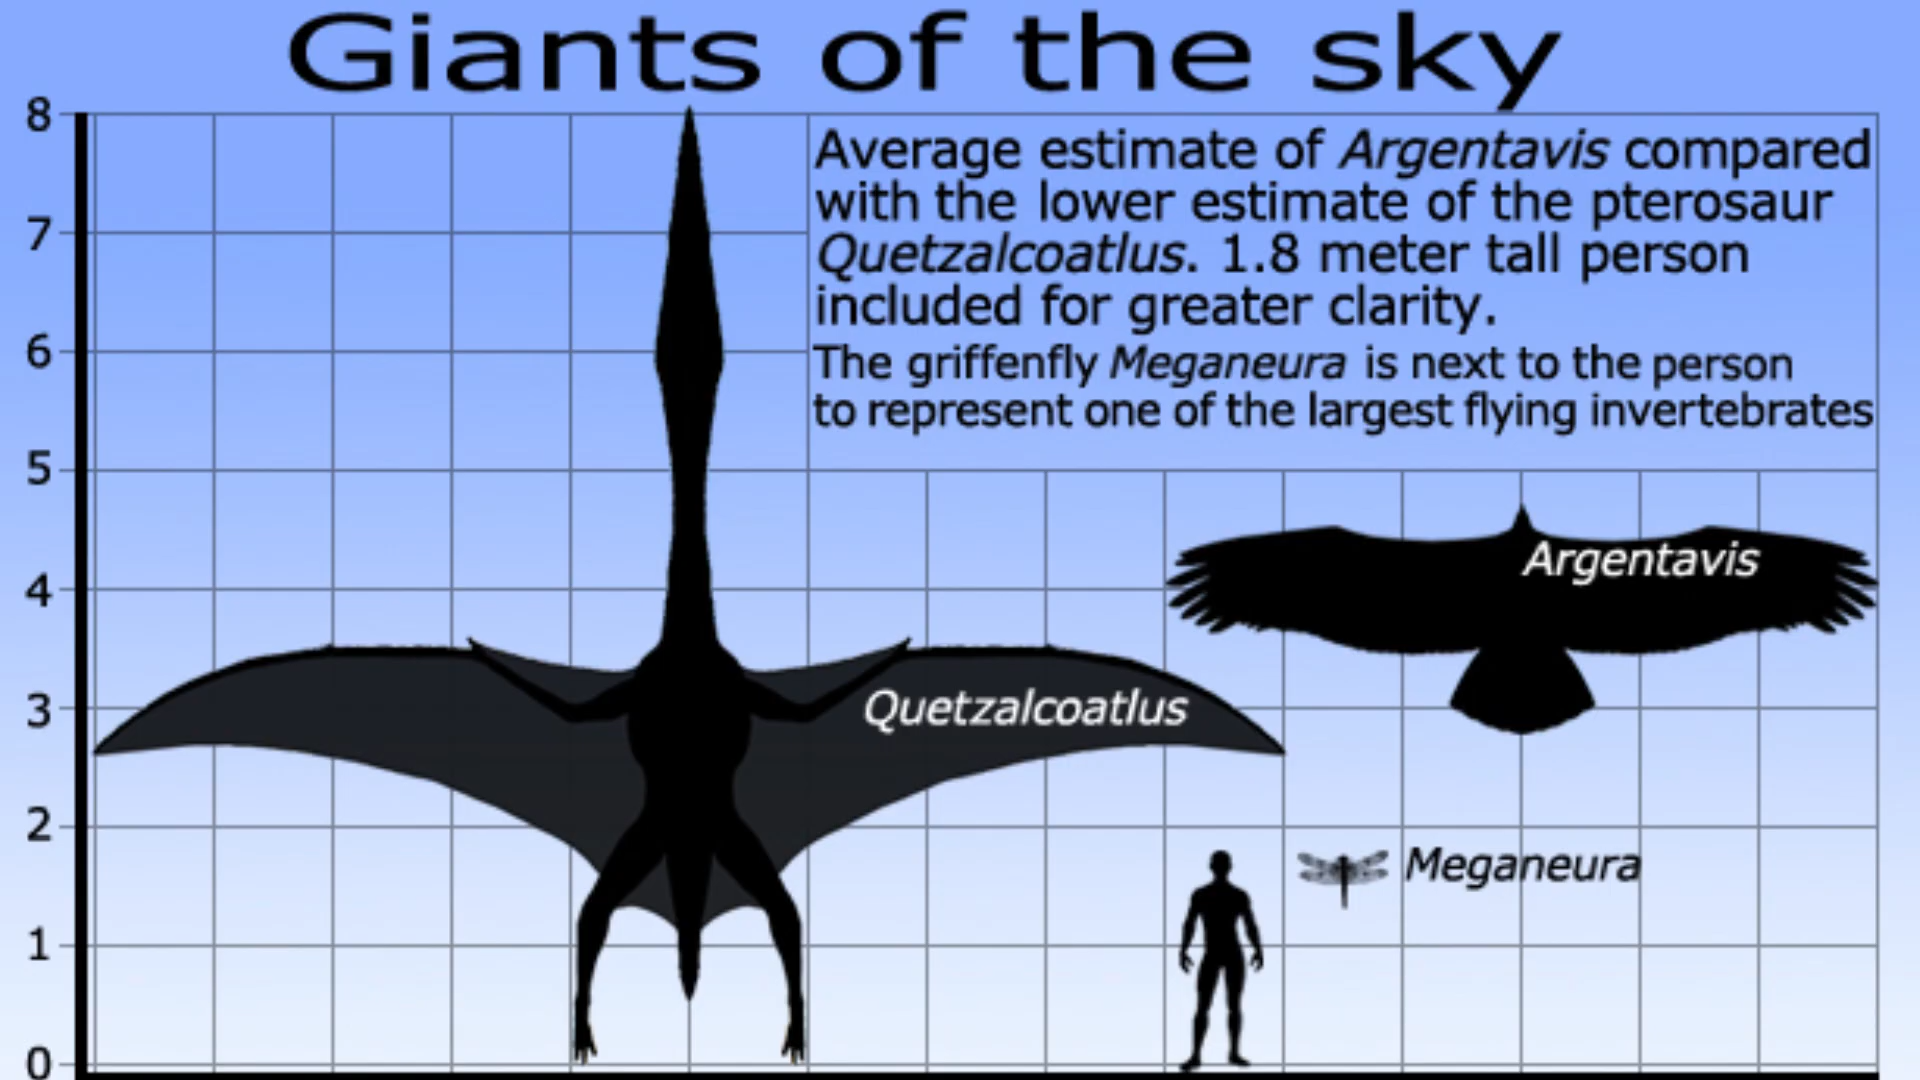 Giants of the sky
8
Average estimate of Argentavis compared
with the lower estimate of the pterosaur
7
Quetzalcoatlus. 1.8 meter tall person
included for greater clarity.
6
The griffenfly Meganeura is next to the person
to represent one of the largest flying invertebrates
5
Argentavis
4
3
Quetzalcoatlus
2
Meganeura
1
0